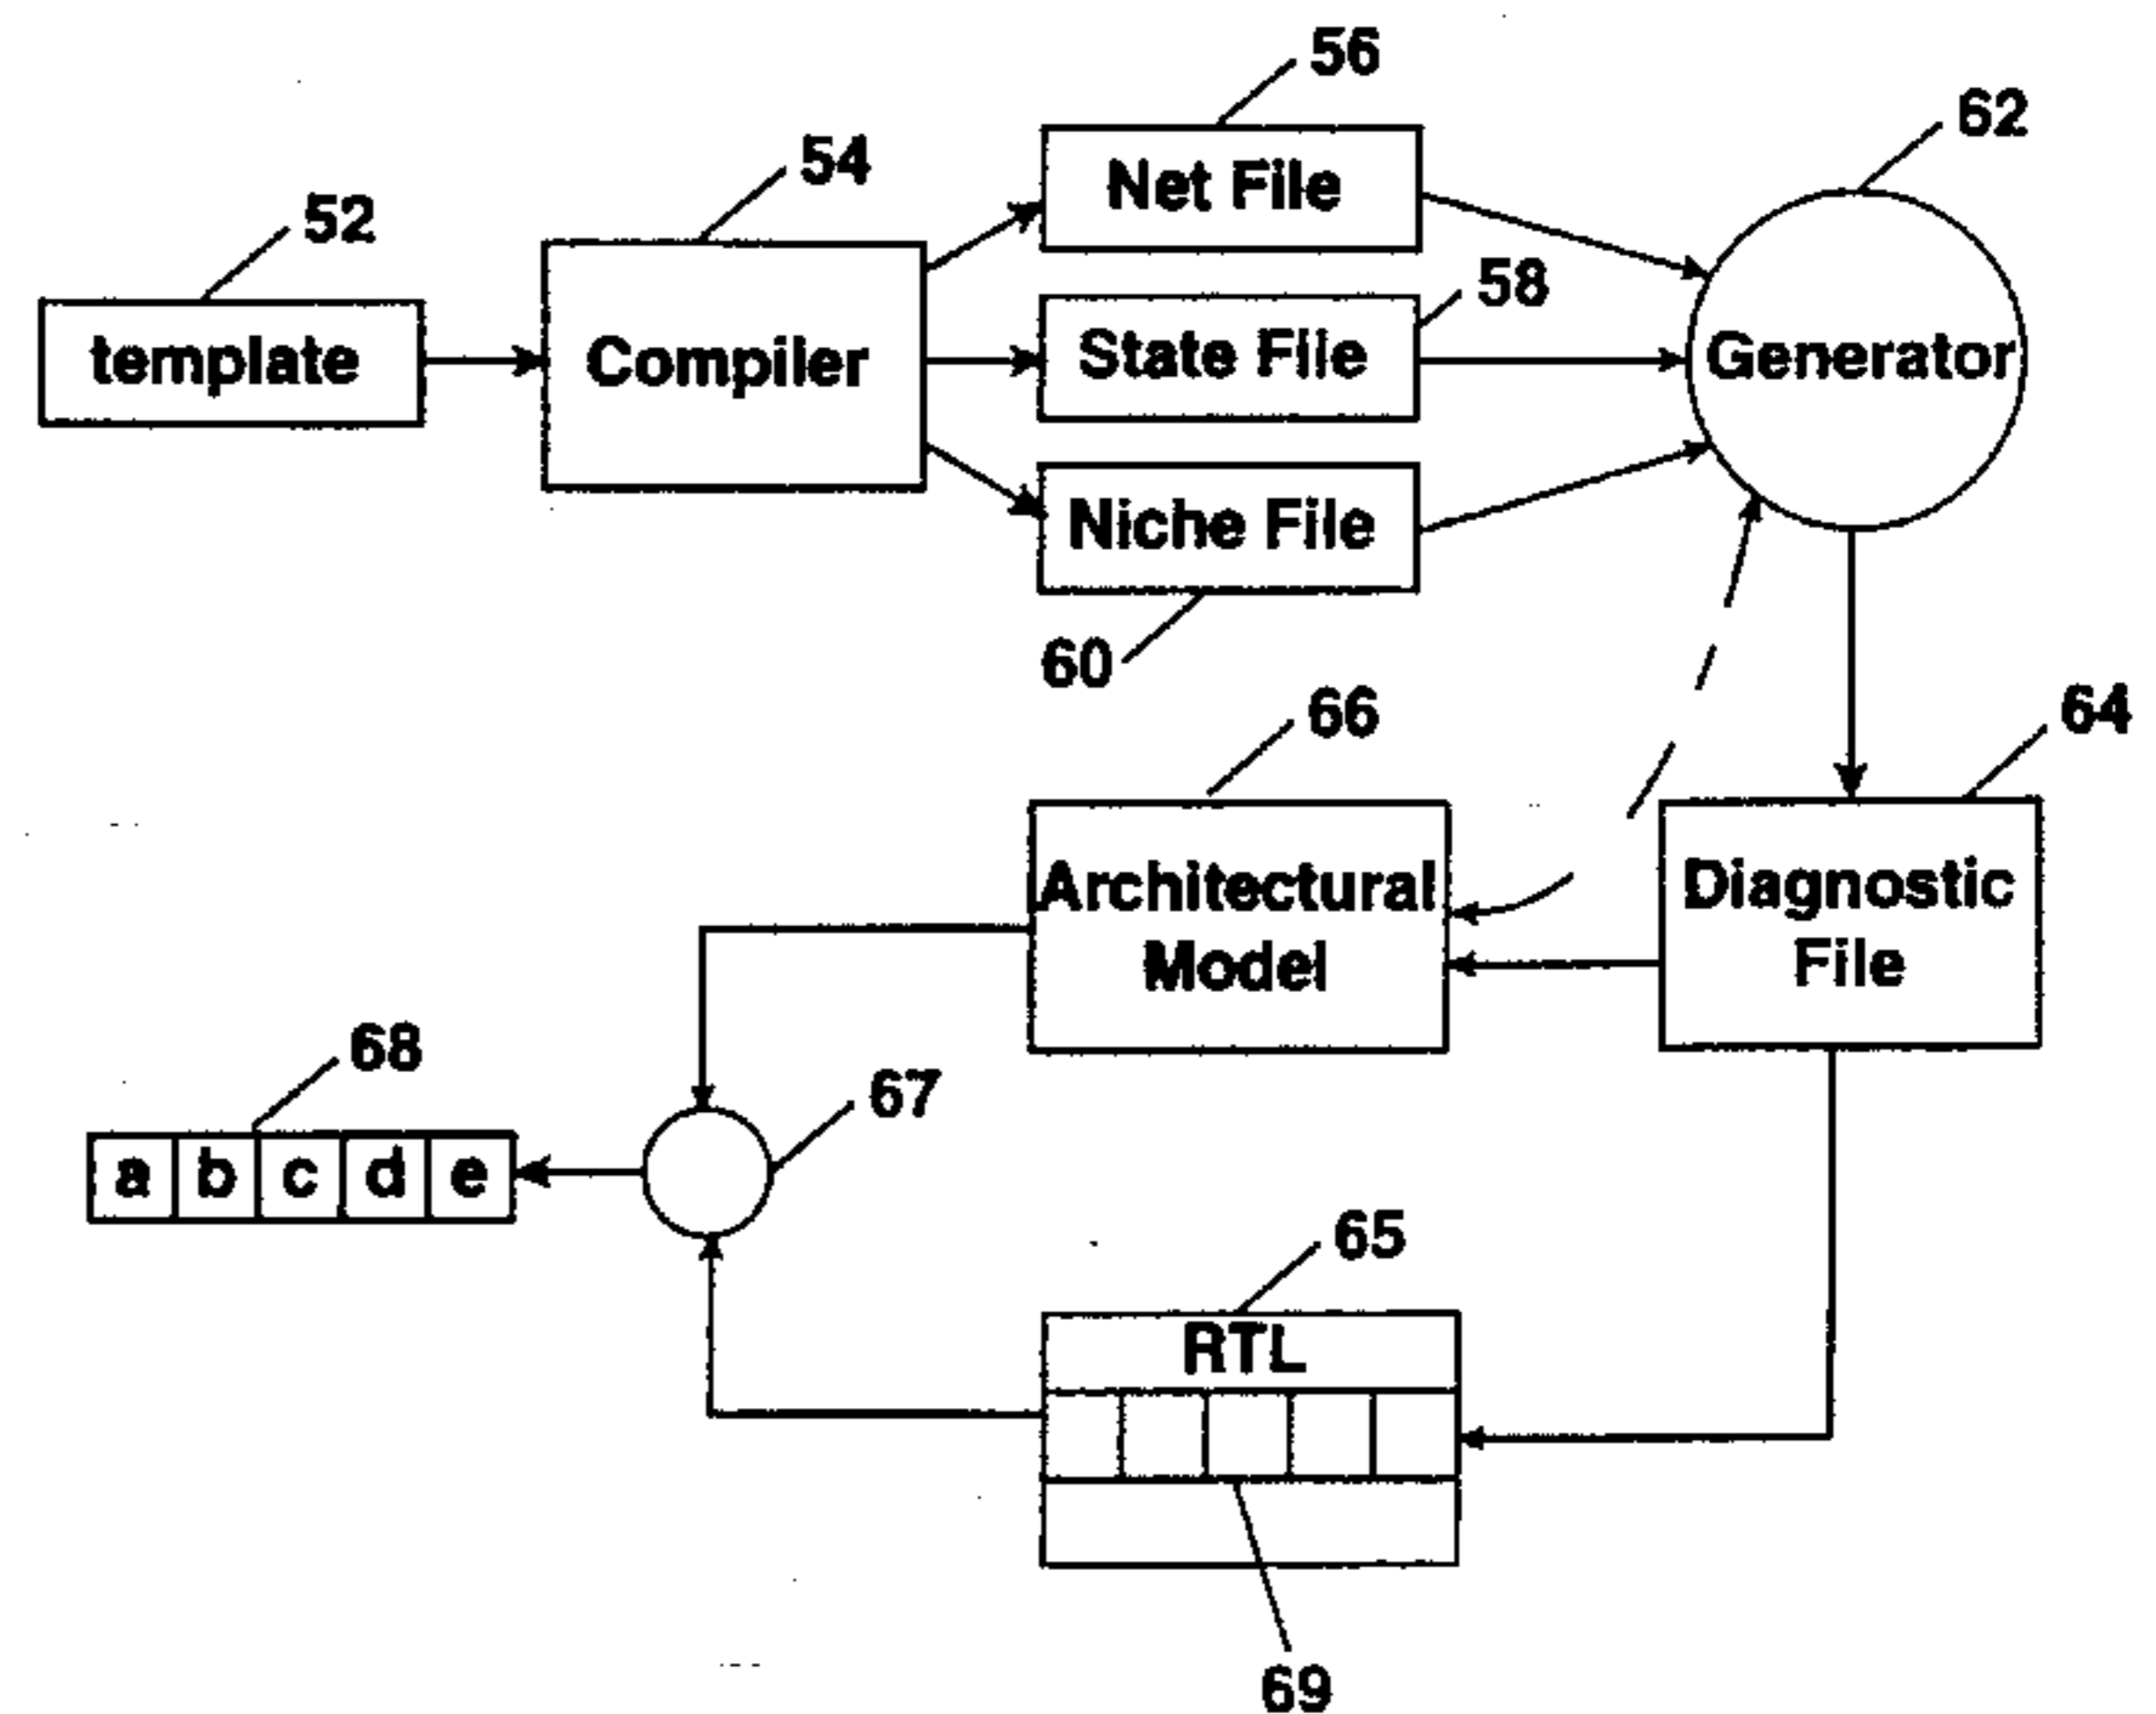 56
62
54
52
Net File
58
template
Compiler
State File
Generator
Niche File
60
66
64
Architectural
Model
Diagnostic
File
68
67
a b c d e
65
RTL
69